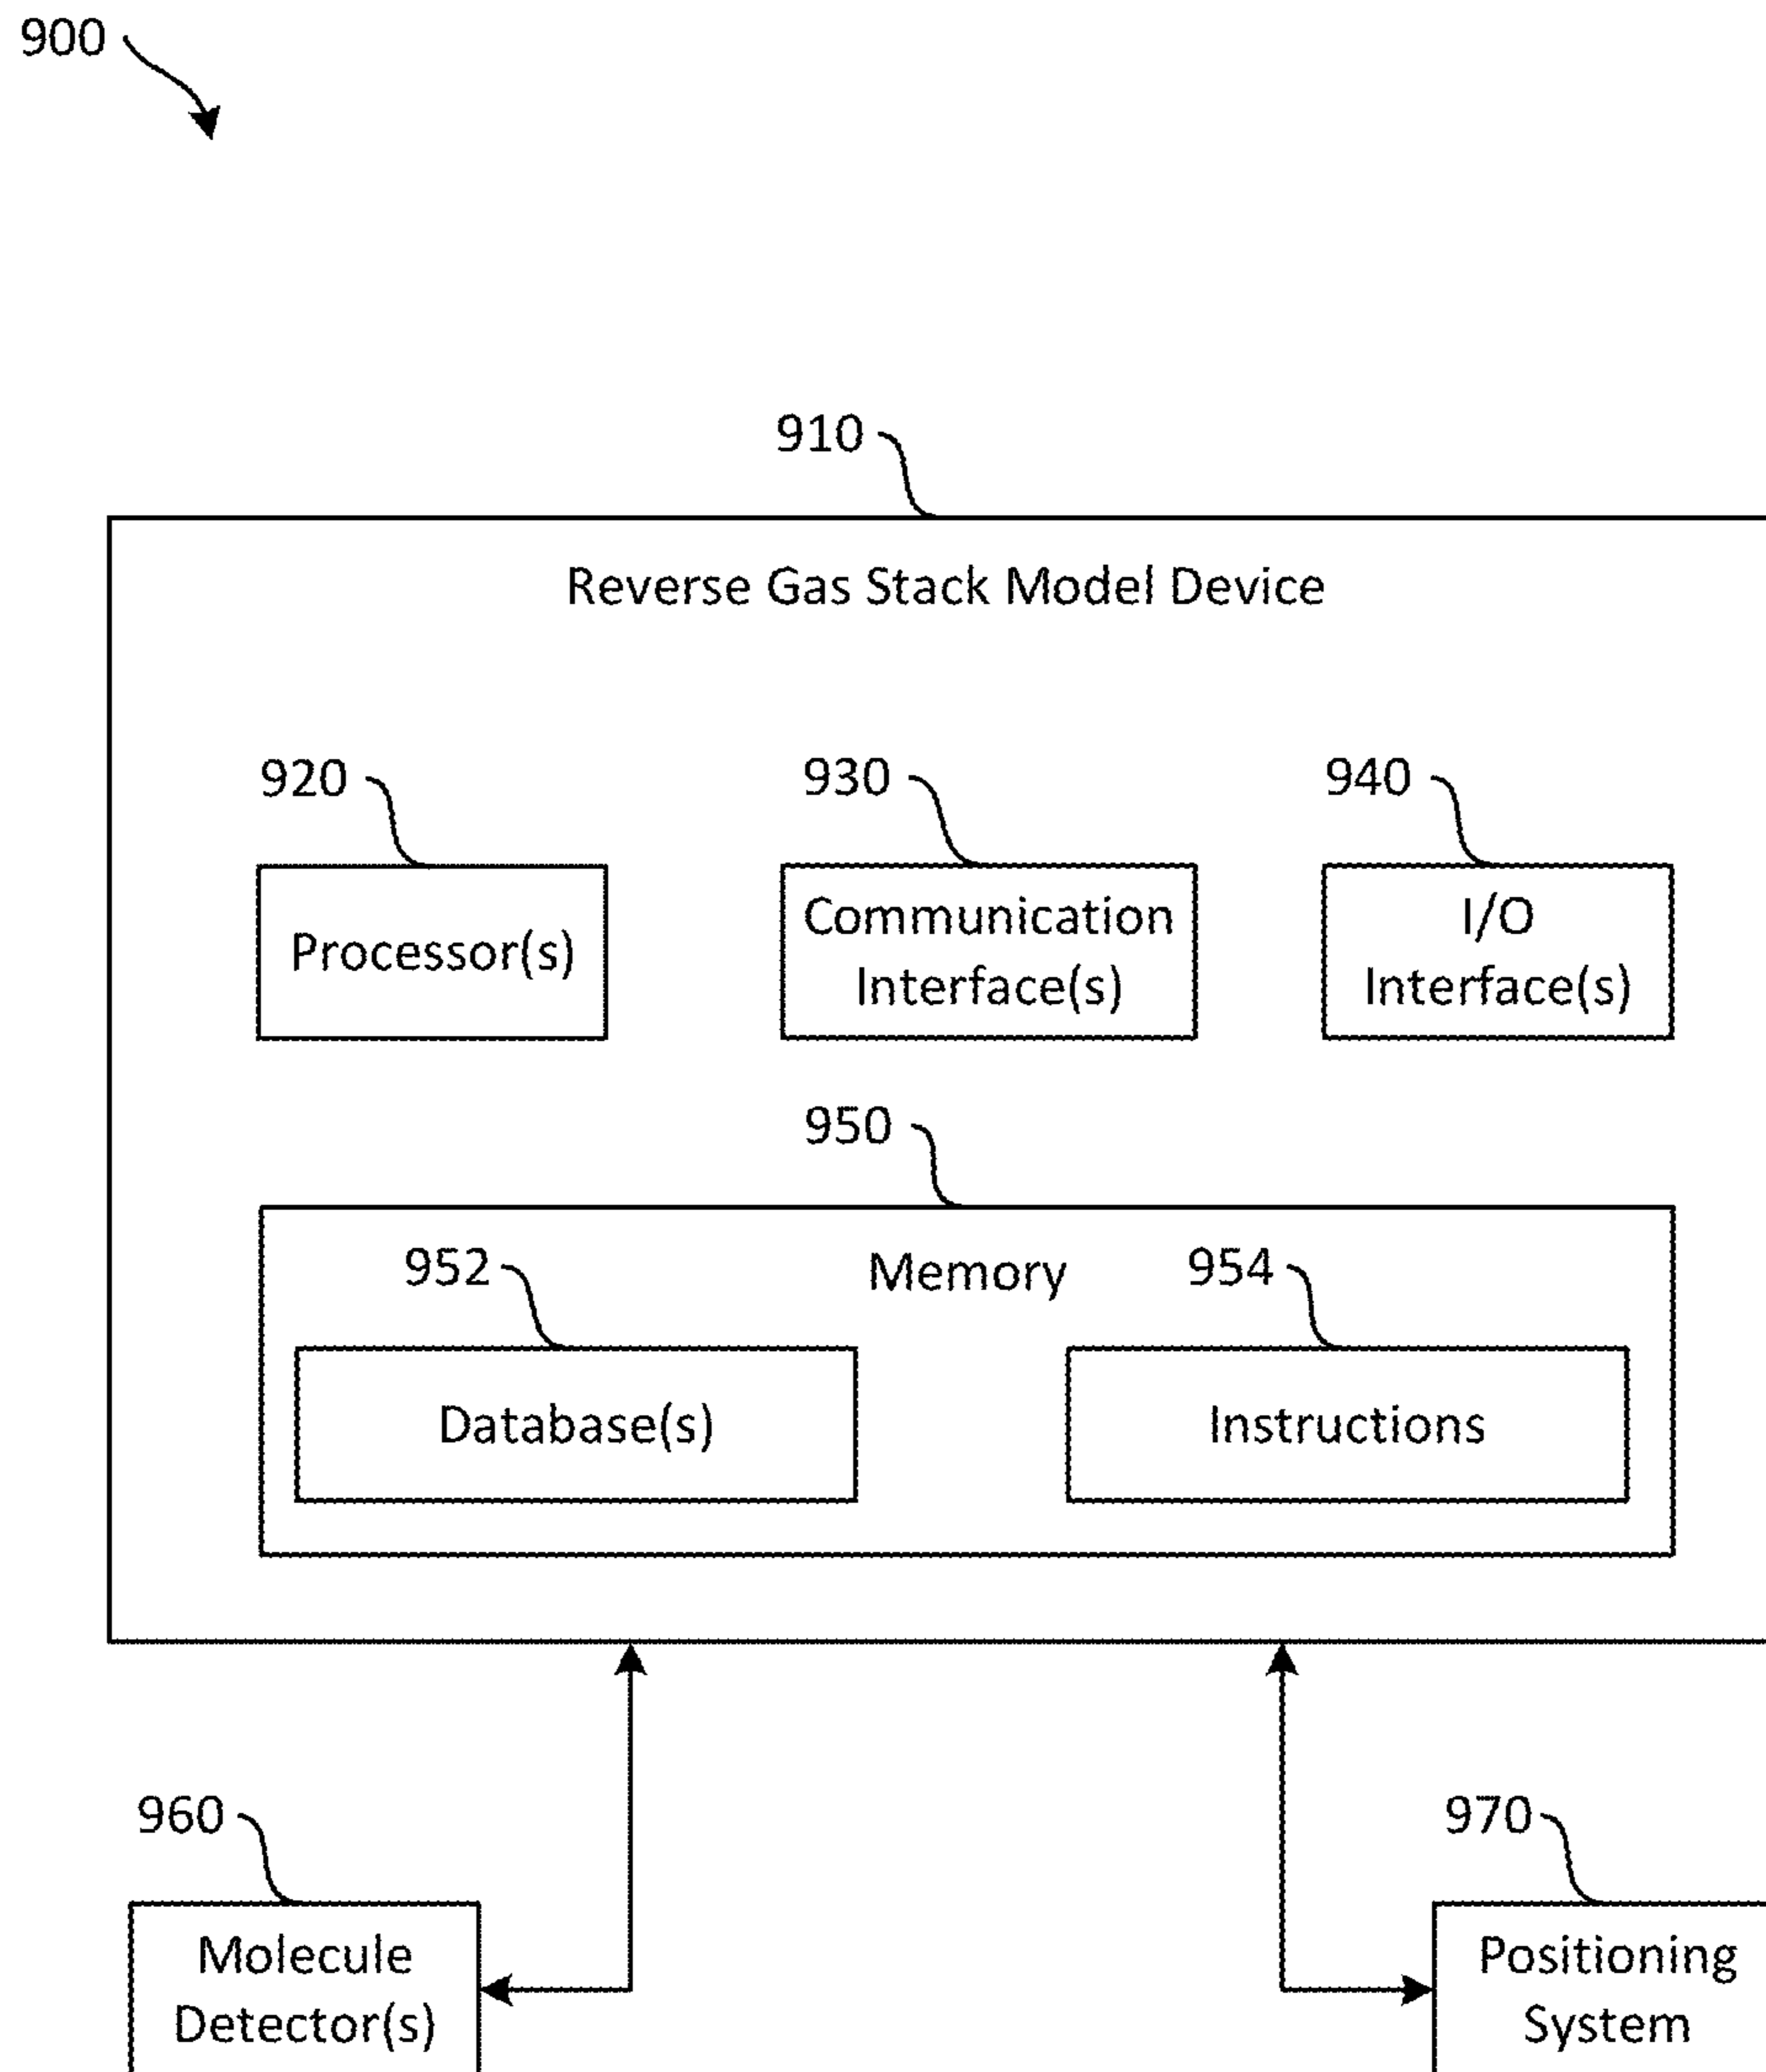 900
910
Reverse Gas Stack Model Device
920
930
940
Processor(s)
Communication
Interface(s)
I/O
Interface(s)
950
952
Memory
954
Database(s)
Instructions
960
970
Molecule
Detector(s)
Positioning
System